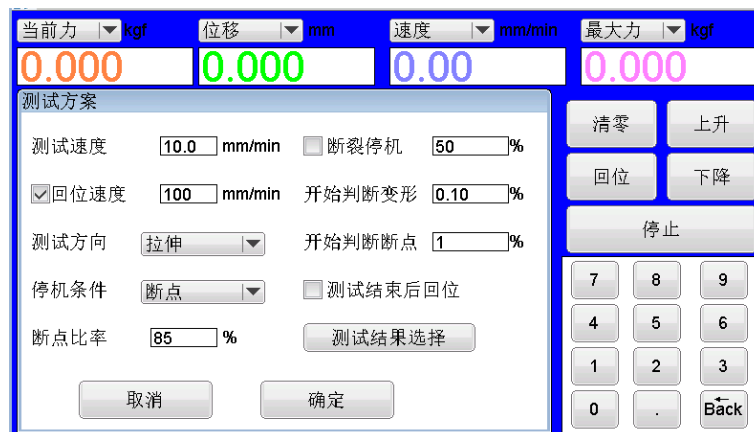 当前力 kgf 位移 mm 速度 mm/min 最大力 kgf
0.000 0.000 0.00 0.000
测试方案
测试速度 10.0 mm/min 断裂停机 50 %
回位速度 100 mm/min 开始判断变形 0.10 %
测试方向 拉伸 开始判断断点 1 %
停机条件 断点 测试结束后回位
断点比率 85 % 测试结果选择
取消 确定
清零 上升
回位 下降
停止
7 8 9
4 5 6
1 2 3
0 . Back